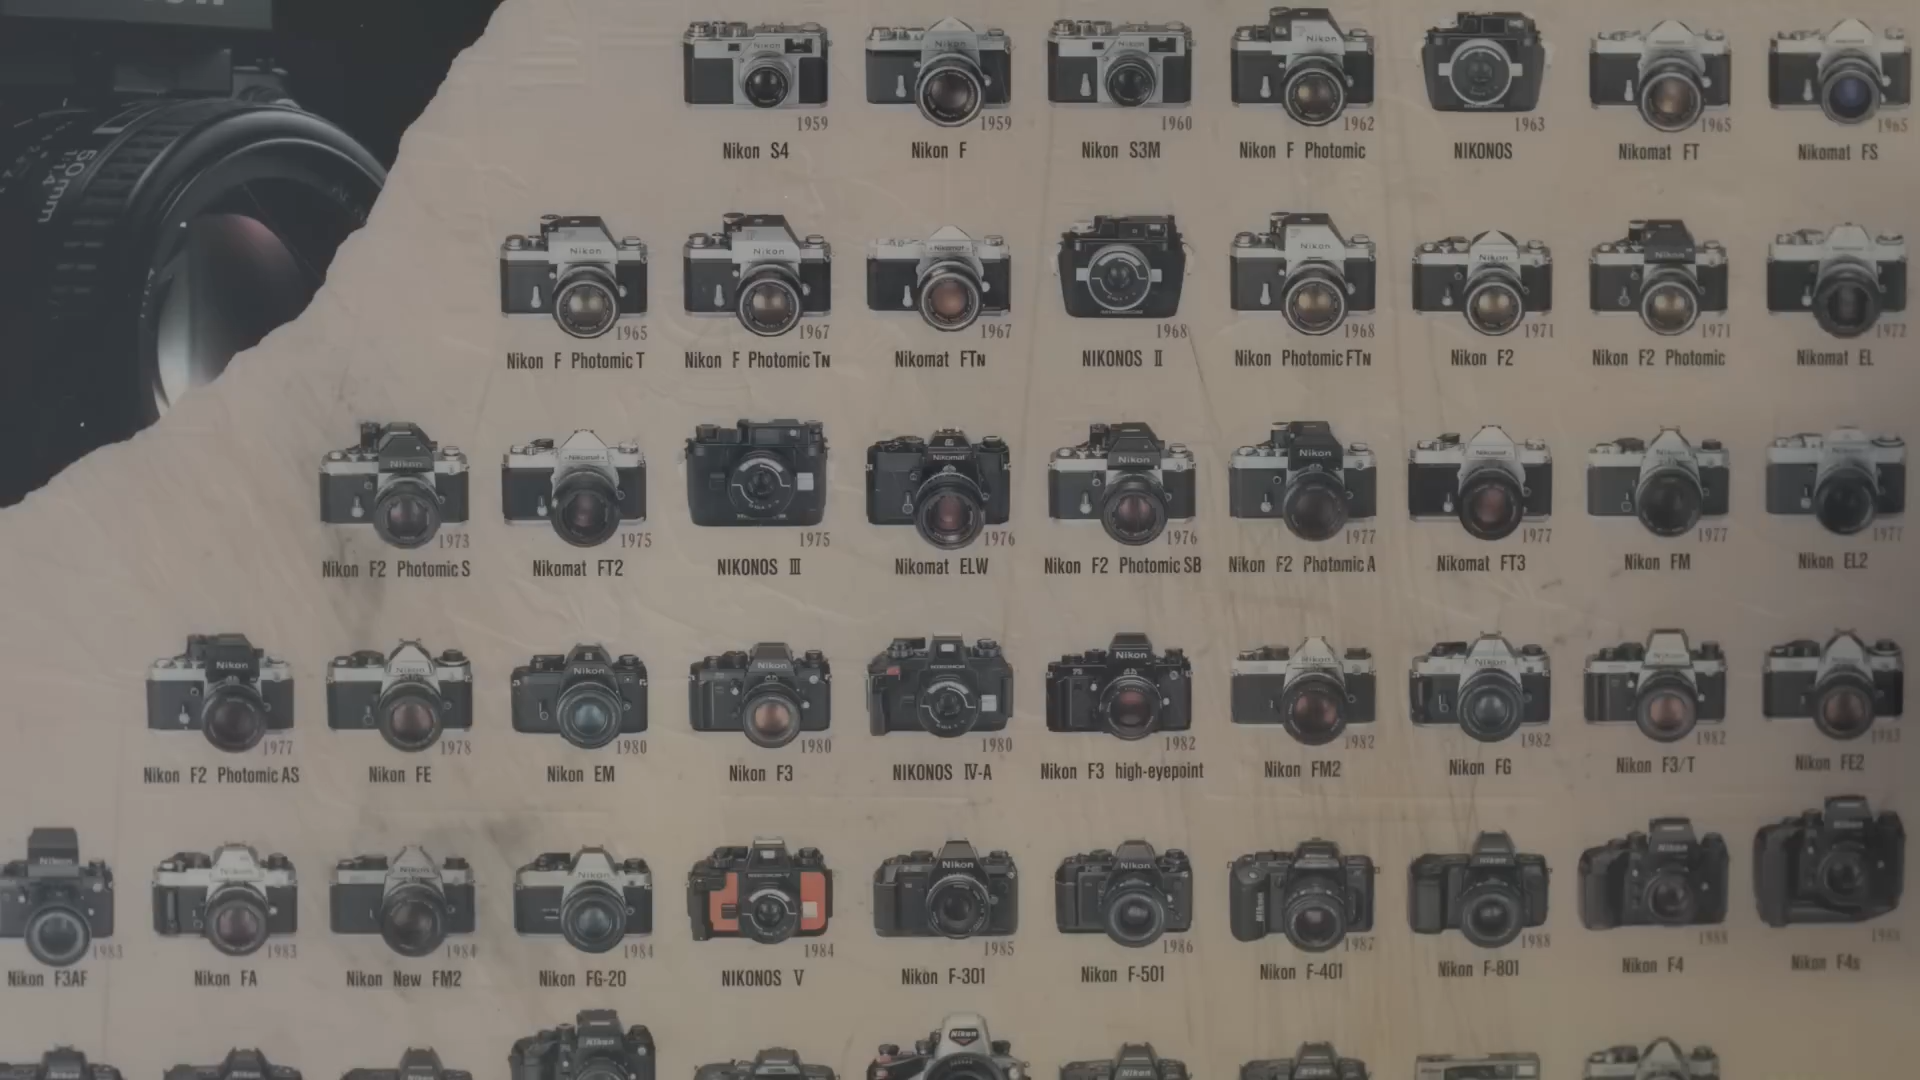 50mm
1:1.4
1959 1959 1960 1962 1963 1965 1965
Nikon S4 Nikon F Nikon S3M Nikon F Photomic NIKONOS Nikomat FT Nikomat FS
1965 1967 1967 1968 1968 1971 1971 1972
Nikon F Photomic T Nikon F Photomic TN Nikomat FTN NIKONOS II Nikon Photomic FTN Nikon F2 Nikon F2 Photomic Nikomat EL
1973 1975 1975 1976 1976 1977 1977 1977 1977
Nikon F2 Photomic S Nikomat FT2 NIKONOS III Nikomat ELW Nikon F2 Photomic SB Nikon F2 Photomic A Nikomat FT3 Nikon FM Nikon EL2
1977 1978 1980 1980 1980 1982 1982 1982 1982 1983
Nikon F2 Photomic AS Nikon FE Nikon EM Nikon F3 NIKONOS IV-A Nikon F3 high-eyepoint Nikon FM2 Nikon FG Nikon F3/T Nikon FE2
1983 1983 1984 1984 1984 1985 1986 1987 1988 1988 1988
Nikon F3AF Nikon FA Nikon New FM2 Nikon FG-20 NIKONOS V Nikon F-301 Nikon F-501 Nikon F-401 Nikon F-801 Nikon F4 Nikon F4s
Nikon Nikon